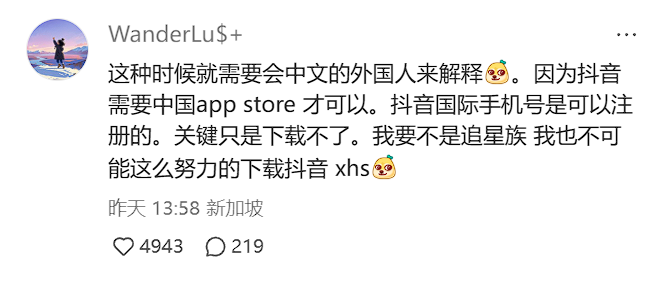 WanderLu$+
这种时候就需要会中文的外国人来解释。因为抖音
需要中国app store 才可以。抖音国际手机号是可以注
册的。关键只是下载不了。我要不是追星族 我也不可
能这么努力的下载抖音 xhs
昨天 13:58 新加坡
4943 219